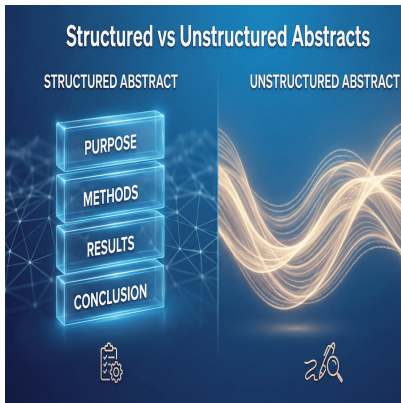 Structured vs Unstructured Abstracts
STRUCTURED ABSTRACT
PURPOSE
METHODS
RESULTS
CONCLUSION
UNSTRUCTURED ABSTRACT